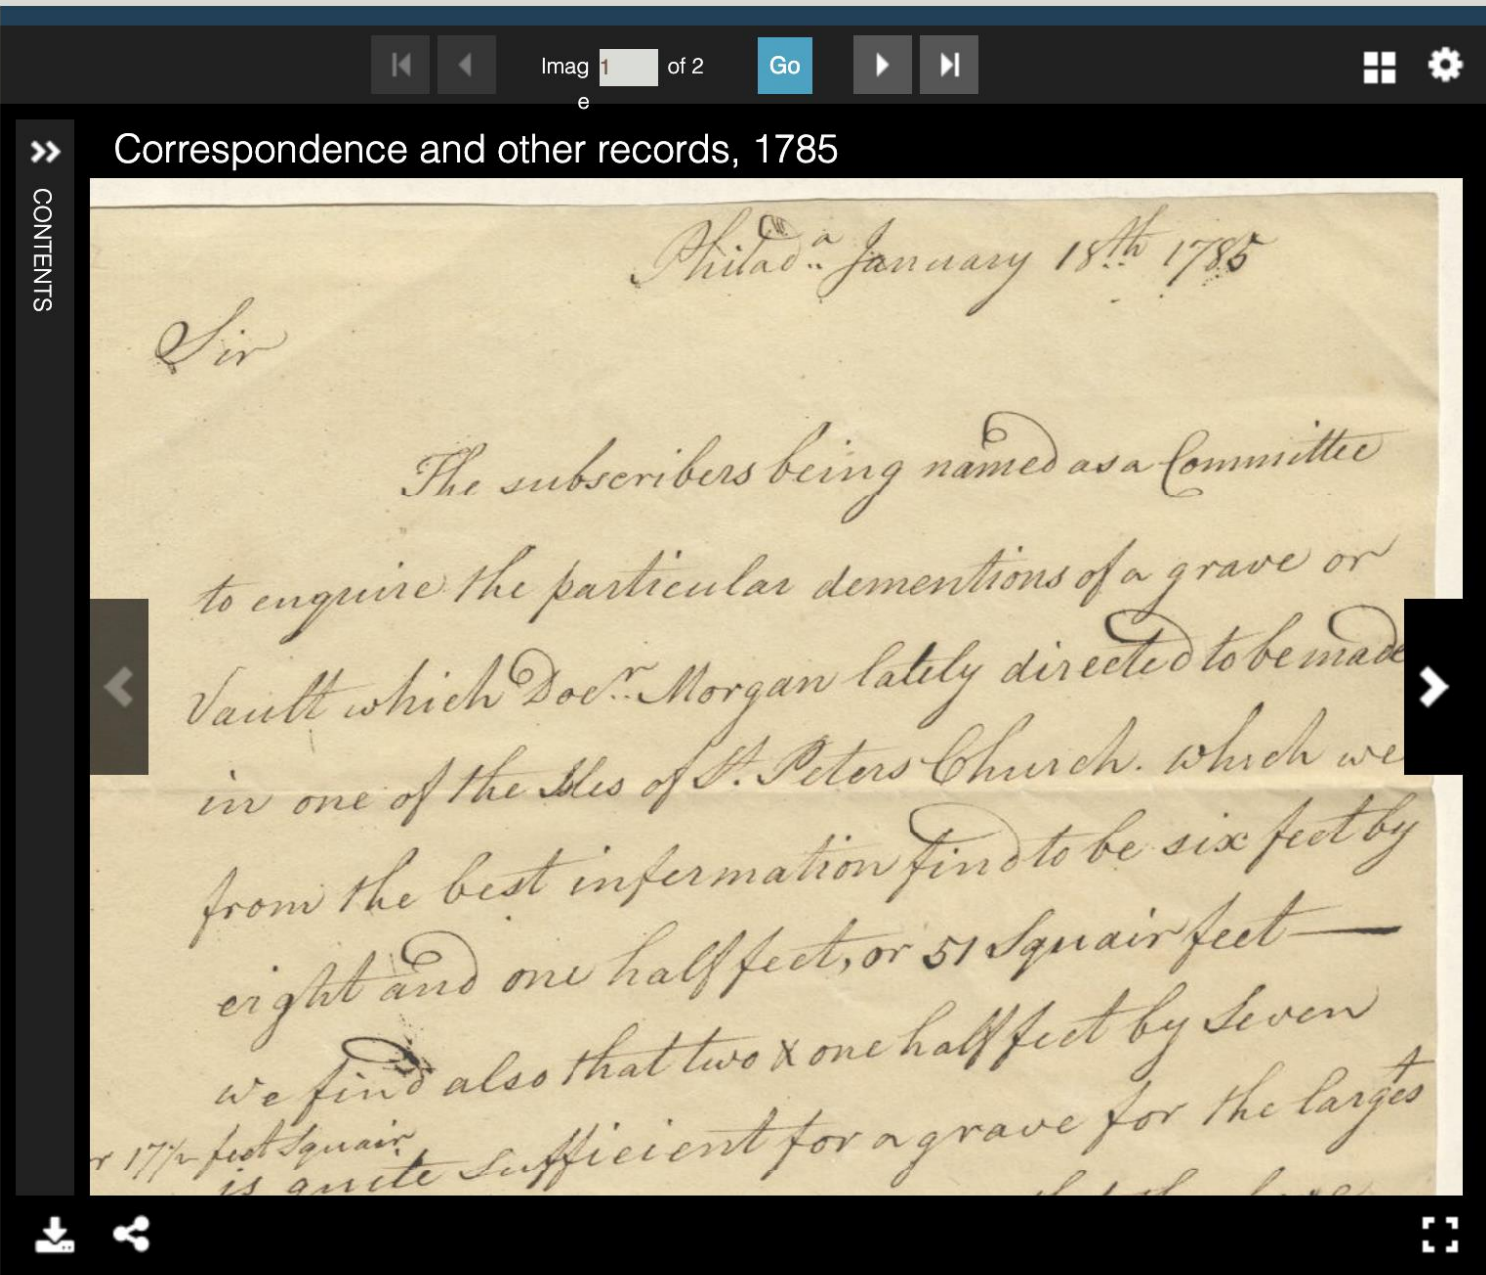 Image 1 of 2 Go
Correspondence and other records, 1785
CONTENTS
Philad.a January 18th 1785
Sir
The subscribers being named as a Committee
to enquire the particular dementions of a grave or
Vault which Docr. Morgan lately directed to be made
in one of the Isles of St. Peters Church. which we
from the best information find to be six feet by
eight and one half feet, or 51 Squair feet —
we find also that two & one half feet by Seven
r 17½ feet Squair
is quite sufficient for a grave for the largest